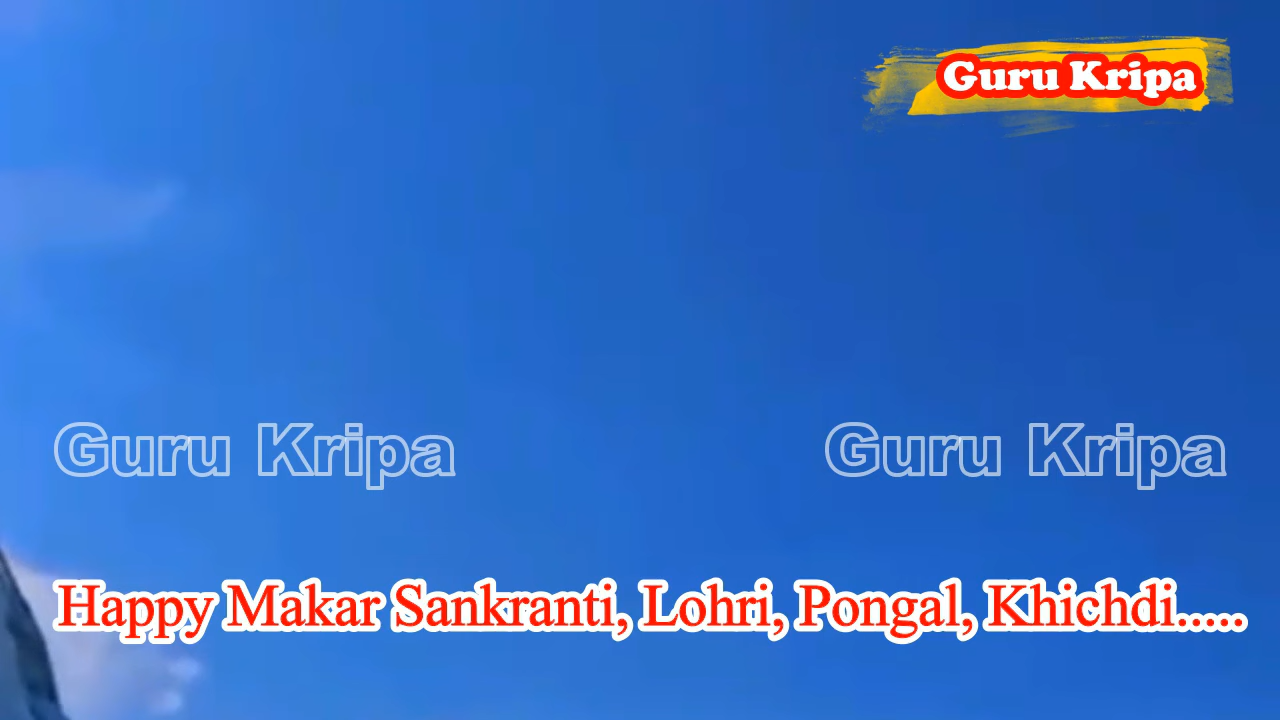 Guru Kripa
Guru Kripa Guru Kripa
Happy Makar Sankranti, Lohri, Pongal, Khichdi.....